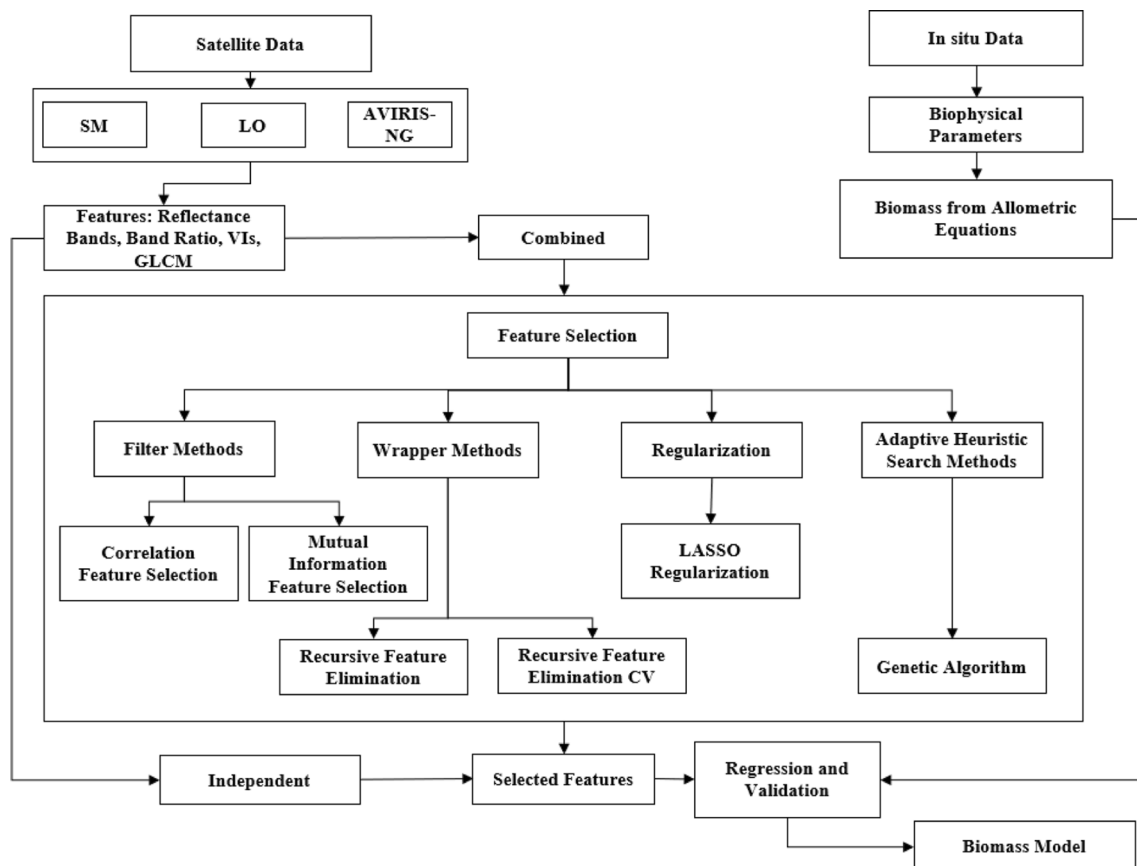 Satellite Data
In situ Data
SM
LO
AVIRIS-
NG
Biophysical
Parameters
Features: Reflectance
Bands, Band Ratio, VIs,
GLCM
Combined
Biomass from Allometric
Equations
Feature Selection
Filter Methods
Wrapper Methods
Regularization
Adaptive Heuristic
Search Methods
Correlation
Feature Selection
Mutual
Information
Feature Selection
LASSO
Regularization
Recursive Feature
Elimination
Recursive Feature
Elimination CV
Genetic Algorithm
Independent
Selected Features
Regression and
Validation
Biomass Model